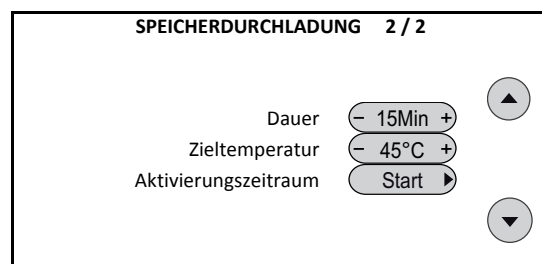 SPEICHERDURCHLADUNG 2 / 2
Dauer − 15Min +
Zieltemperatur − 45°C +
Aktivierungszeitraum Start